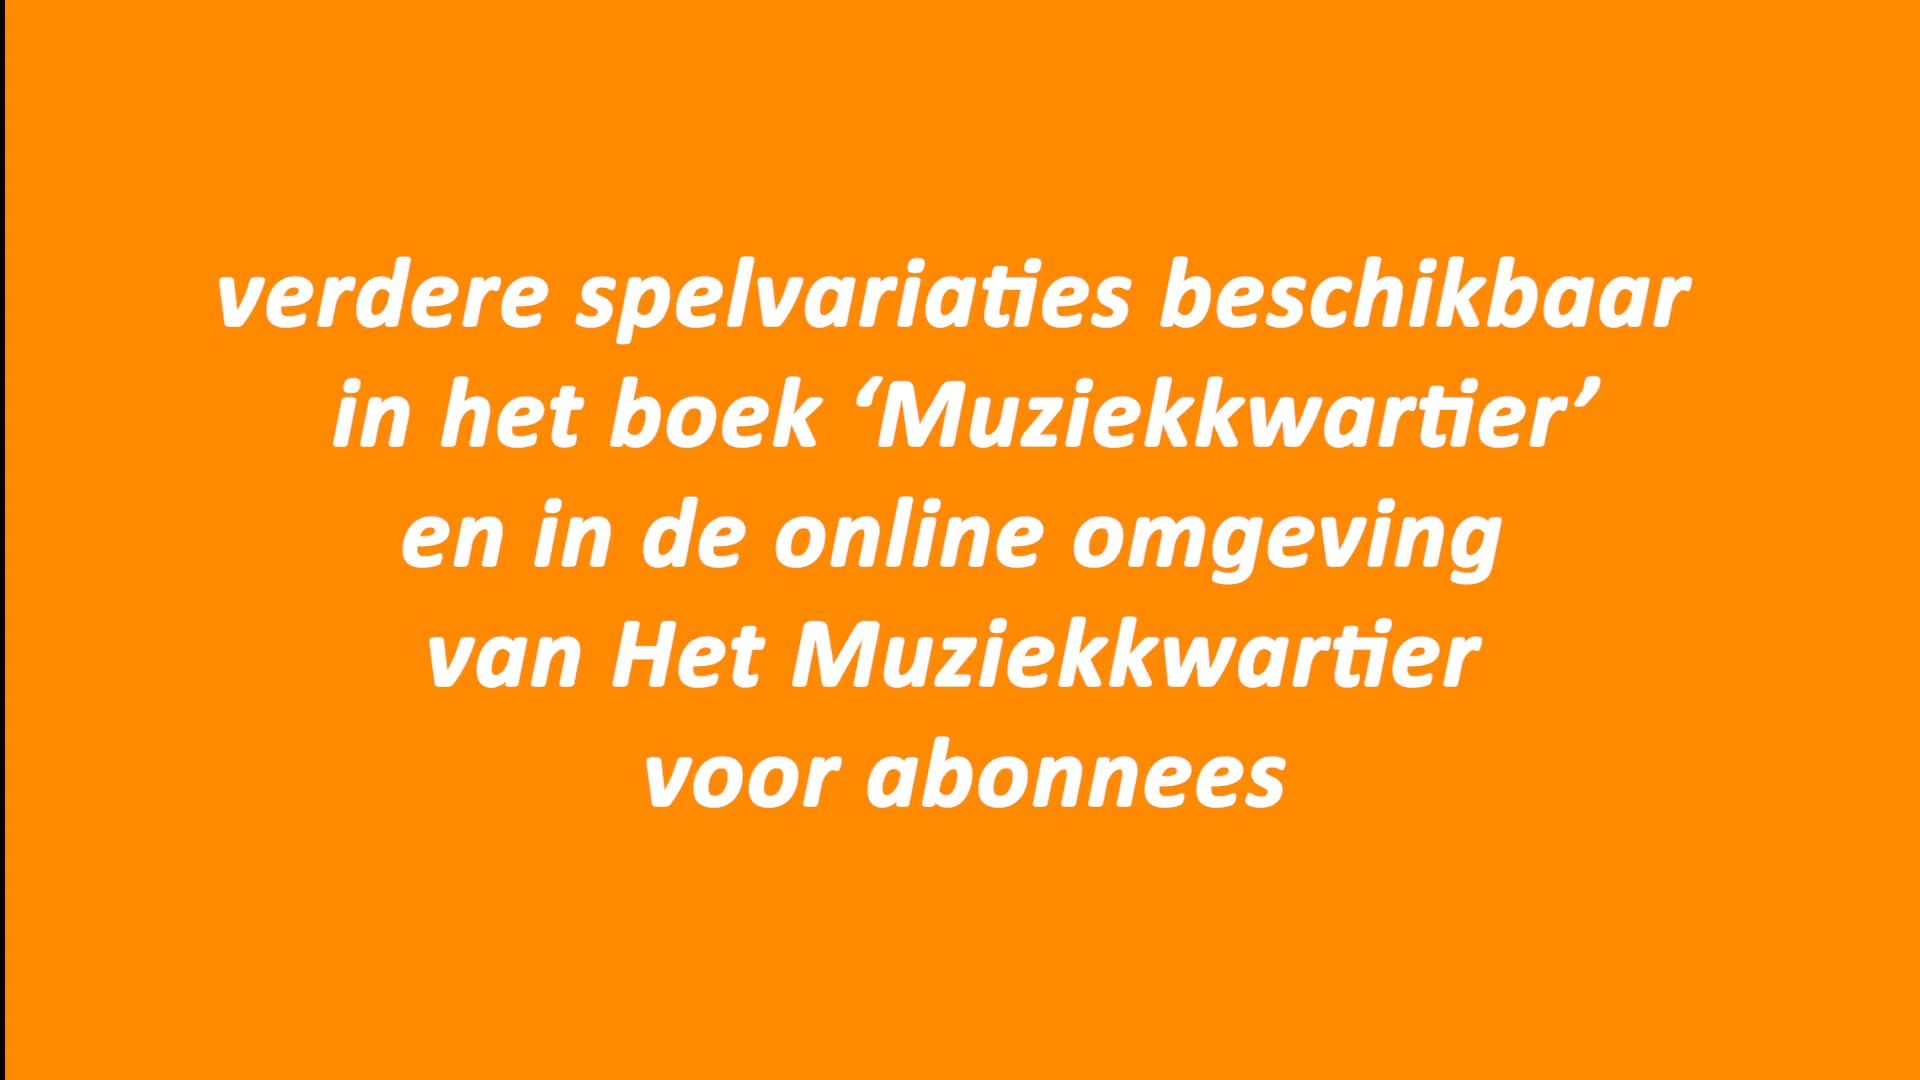 verdere spelvariaties beschikbaar
in het boek ‘Muziekkwartier’
en in de online omgeving
van Het Muziekkwartier
voor abonnees